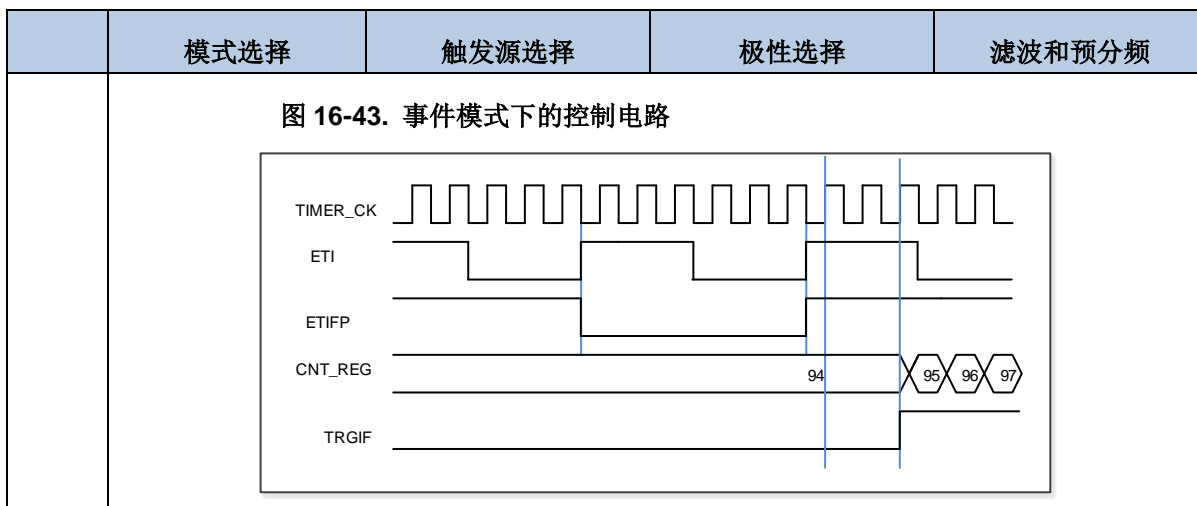 模式选择 触发源选择 极性选择 滤波和预分频
图 16-43. 事件模式下的控制电路
TIMER_CK
ETI
ETIFP
CNT_REG 94 95 96 97
TRGIF